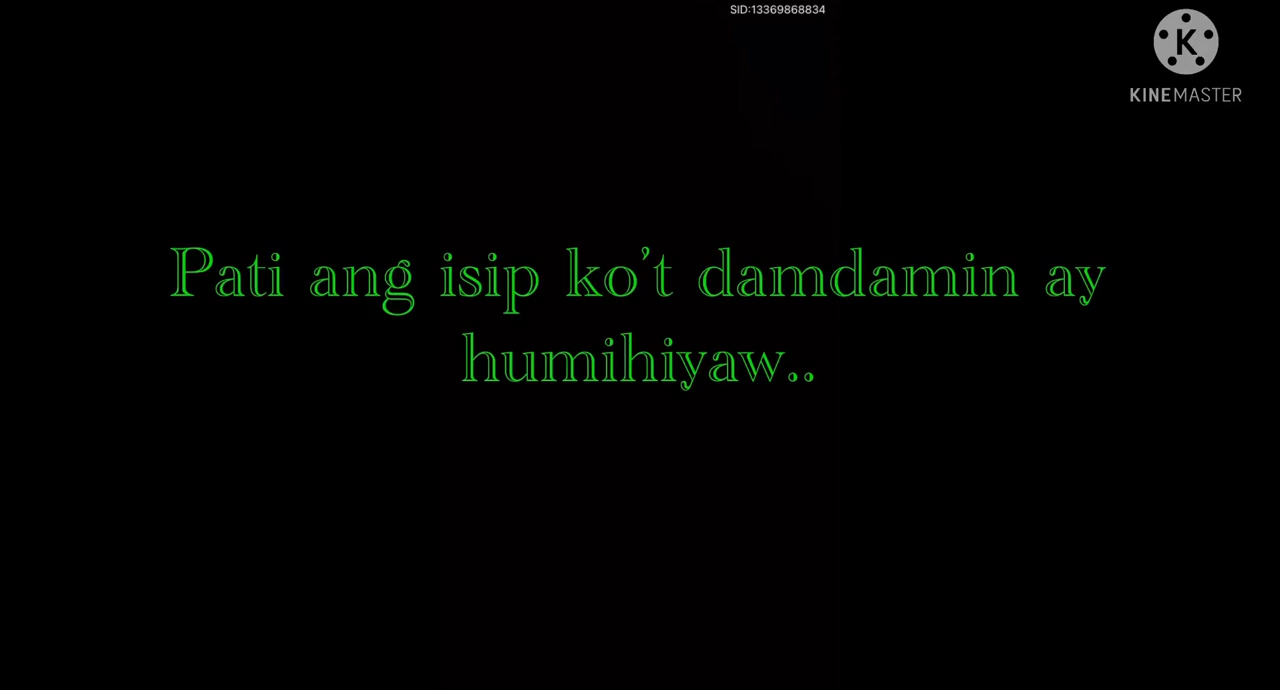 SID:13369868834
K
KINEMASTER
Pati ang isip ko't damdamin ay
humihiyaw..